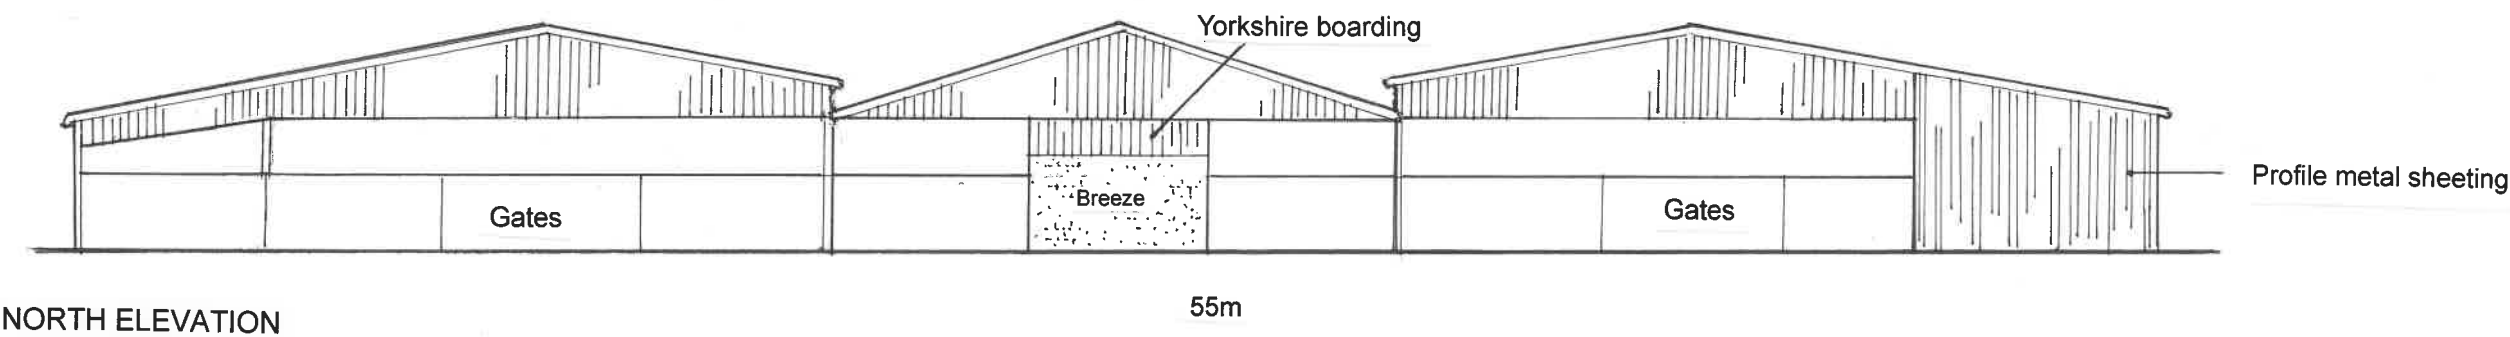 Yorkshire boarding
Profile metal sheeting
Breeze
Gates
Gates
55m
NORTH ELEVATION